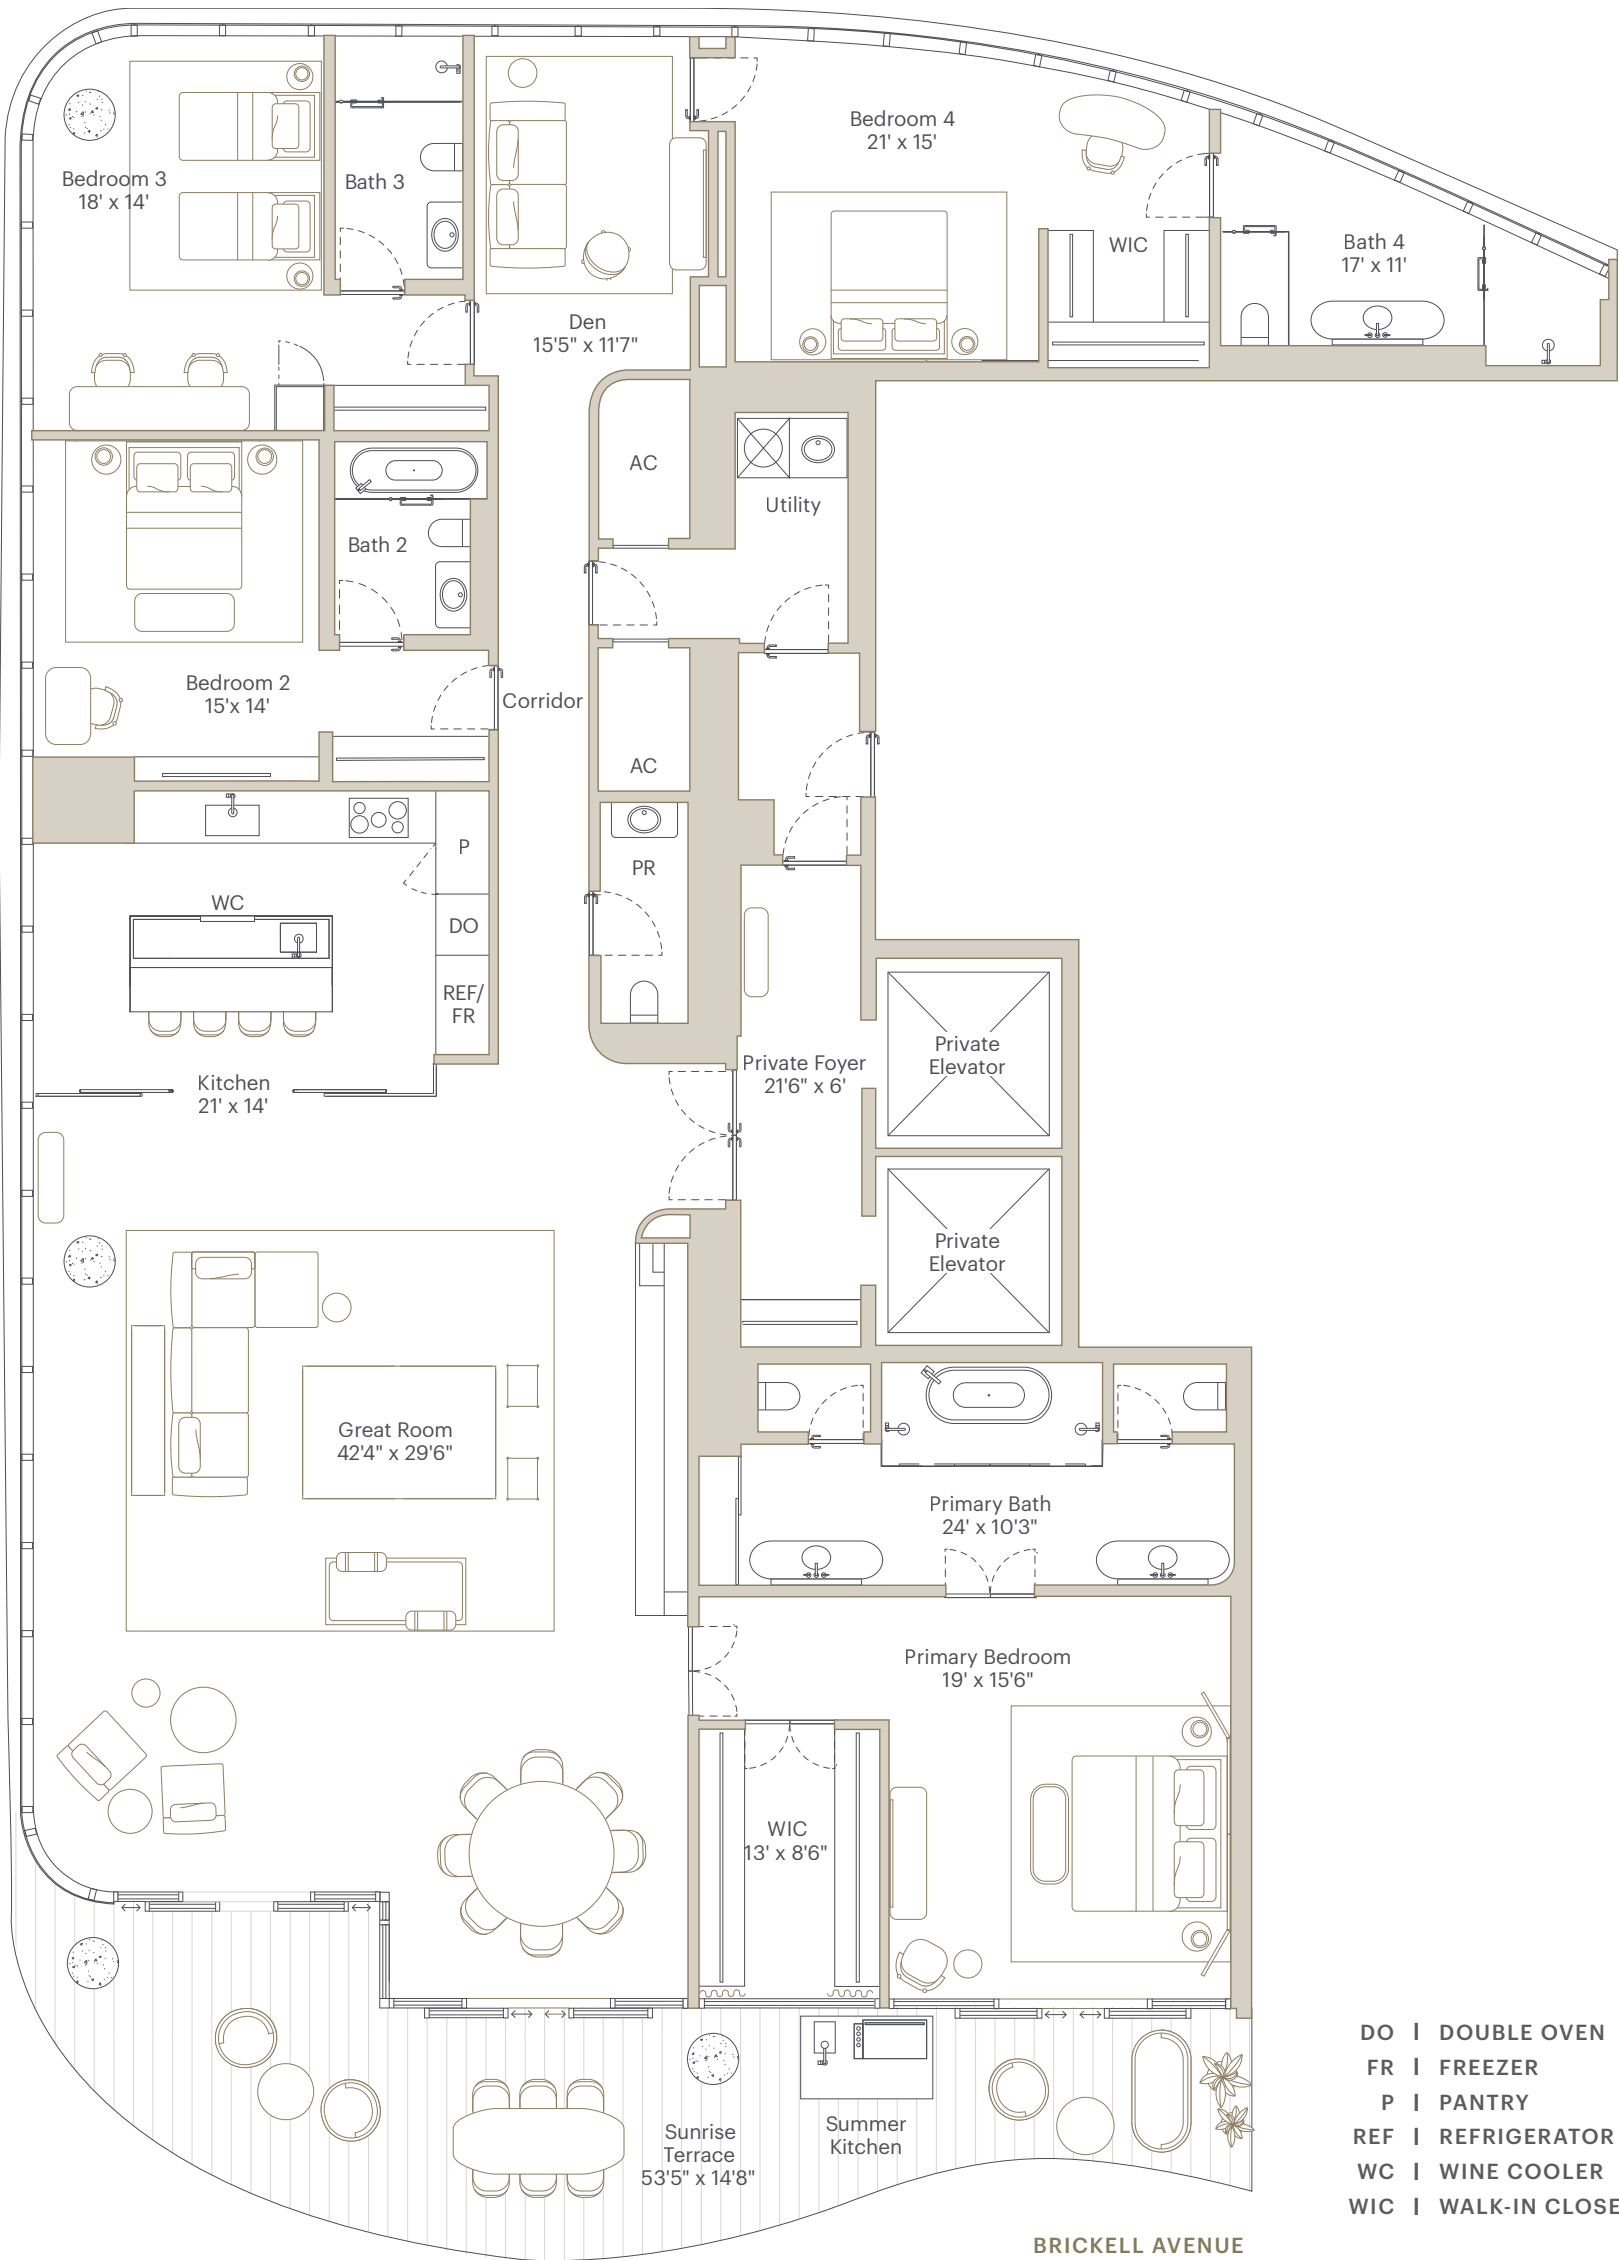 Bedroom 3
18' x 14'
Bath 3
Den
15'5" x 11'7"
Bedroom 4
21' x 15'
WIC
Bath 4
17' x 11'
AC
Utility
Bath 2
Bedroom 2
15'x 14'
Corridor
AC
P
PR
WC
DO
REF/
FR
Kitchen
21' x 14'
Private Foyer
21'6" x 6'
Private
Elevator
Private
Elevator
Great Room
42'4" x 29'6"
Primary Bath
24' x 10'3"
Primary Bedroom
19' x 15'6"
WIC
13' x 8'6"
Sunrise
Terrace
53'5" x 14'8"
Summer
Kitchen
DO | DOUBLE OVEN
FR | FREEZER
P | PANTRY
REF | REFRIGERATOR
WC | WINE COOLER
WIC | WALK-IN CLOSE
BRICKELL AVENUE